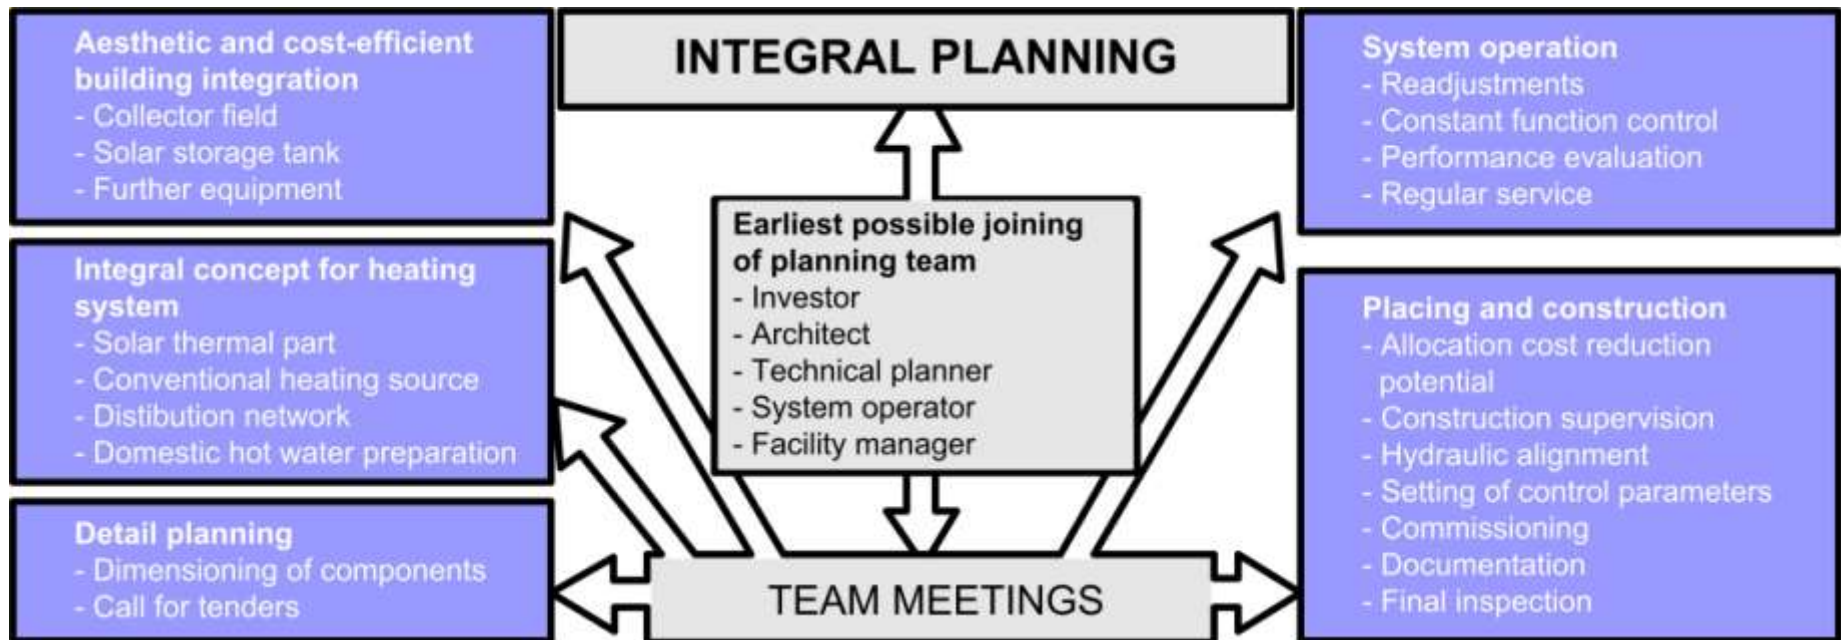 Aesthetic and cost-efficient
building integration
- Collector field
- Solar storage tank
- Further equipment
Integral concept for heating
system
- Solar thermal part
- Conventional heating source
- Distibution network
- Domestic hot water preparation
Detail planning
- Dimensioning of components
- Call for tenders
INTEGRAL PLANNING
Earliest possible joining
of planning team
- Investor
- Architect
- Technical planner
- System operator
- Facility manager
TEAM MEETINGS
System operation
- Readjustments
- Constant function control
- Performance evaluation
- Regular service
Placing and construction
- Allocation cost reduction
potential
- Construction supervision
- Hydraulic alignment
- Setting of control parameters
- Commissioning
- Documentation
- Final inspection